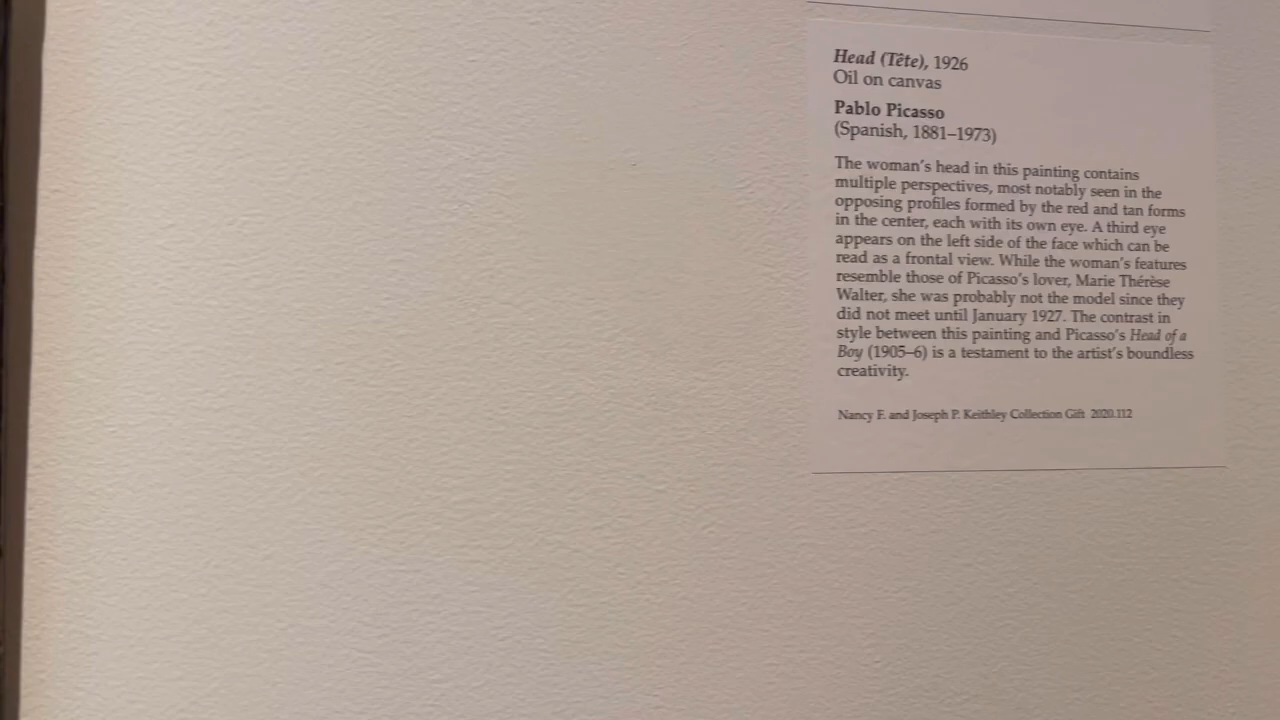 Head (Tête), 1926
Oil on canvas
Pablo Picasso
(Spanish, 1881–1973)
The woman's head in this painting contains
multiple perspectives, most notably seen in the
opposing profiles formed by the red and tan forms
in the center, each with its own eye. A third eye
appears on the left side of the face which can be
read as a frontal view. While the woman's features
resemble those of Picasso's lover, Marie Thérèse
Walter, she was probably not the model since they
did not meet until January 1927. The contrast in
style between this painting and Picasso's Head of a
Boy (1905–6) is a testament to the artist's boundless
creativity.
Nancy F. and Joseph P. Keithley Collection Gift 2020.112